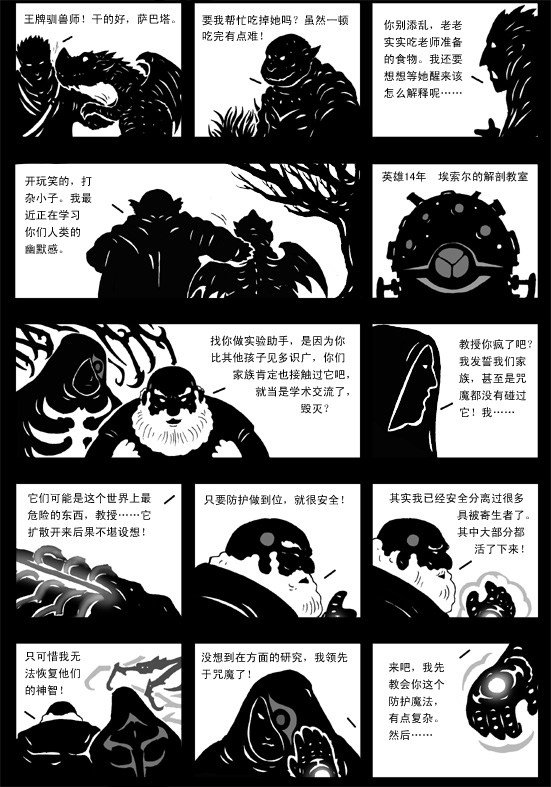 王牌驯兽师！干的好，萨巴塔。
要我帮忙吃掉她吗？虽然一顿
吃完有点难！
你别添乱，老老
实实吃老师准备
的食物。我还要
想想等她醒来该
怎么解释呢……
开玩笑的，打
杂小子。我最
近正在学习
你们人类的
幽默感。
英雄14年　埃索尔的解剖教室
找你做实验助手，是因为你
比其他孩子见多识广，你们
家族肯定也接触过它吧，
就当是学术交流了，
毁灭？
教授你疯了吧？
我发誓我们家
族，甚至是咒
魔都没有碰过
它！我……
它们可能是这个世界上最
危险的东西，教授……它
扩散开来后果不堪设想！
只要防护做到位，就很安全！
其实我已经安全分离过很多
具被寄生者了。
其中大部分都
活了下来！
只可惜我无
法恢复他们
的神智！
没想到在方面的研究，我领先
于咒魔了！
来吧，我先
教会你这个
防护魔法，
有点复杂。
然后……